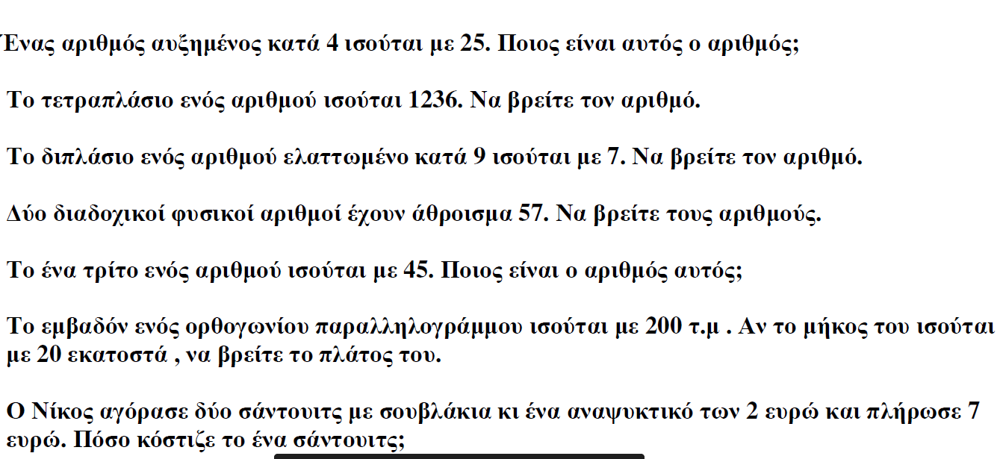 Ένας αριθμός αυξημένος κατά 4 ισούται με 25. Ποιος είναι αυτός ο αριθμός;
Το τετραπλάσιο ενός αριθμού ισούται 1236. Να βρείτε τον αριθμό.
Το διπλάσιο ενός αριθμού ελαττωμένο κατά 9 ισούται με 7. Να βρείτε τον αριθμό.
Δύο διαδοχικοί φυσικοί αριθμοί έχουν άθροισμα 57. Να βρείτε τους αριθμούς.
Το ένα τρίτο ενός αριθμού ισούται με 45. Ποιος είναι ο αριθμός αυτός;
Το εμβαδόν ενός ορθογωνίου παραλληλογράμμου ισούται με 200 τ.μ . Αν το μήκος του ισούται
με 20 εκατοστά , να βρείτε το πλάτος του.
Ο Νίκος αγόρασε δύο σάντουιτς με σουβλάκια κι ένα αναψυκτικό των 2 ευρώ και πλήρωσε 7
ευρώ. Πόσο κόστιζε το ένα σάντουιτς;